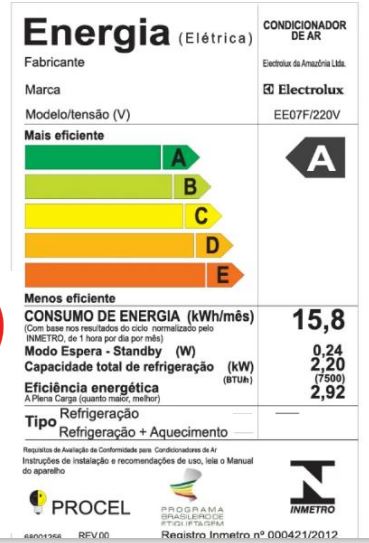 Energia (Elétrica)
CONDICIONADOR
DE AR
Fabricante
Electrolux da Amazônia Ltda.
Marca
Electrolux
Modelo/tensão (V)
EE07F/220V
Mais eficiente
A
A
B
C
D
E
Menos eficiente
CONSUMO DE ENERGIA (kWh/mês)
15,8
(Com base nos resultados do ciclo normalizado pelo
INMETRO, de 1 hora por dia por mês)
Modo Espera - Standby (W)
0,24
Capacidade total de refrigeração (kW)
2,20
(BTU/h)
(7500)
Eficiência energética
2,92
A Plena Carga (quanto maior, melhor)
Tipo
Refrigeração
Refrigeração + Aquecimento
Requisitos de Avaliação de Conformidade para Condicionadores de Ar
Instruções de instalação e recomendações de uso, leia o Manual
do aparelho
PROCEL
PROGRAMA
BRASILEIRO DE
ETIQUETAGEM
INMETRO
68001256 REV.00
Registro Inmetro nº 000421/2012